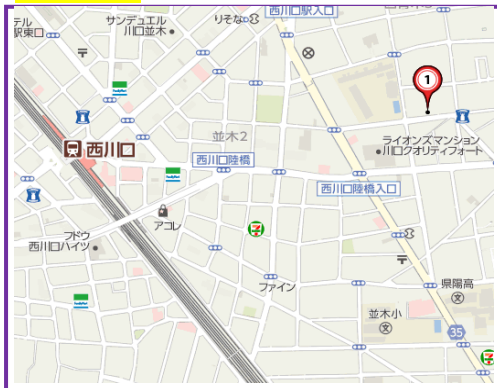 テル
駅東口
サンデュエル
川口並木
りそな
西川口駅入口
1
並木2
西川口
西川口陸橋
ライオンズマンション
川口クオリティフォート
西川口陸橋入口
アコレ
フドウ
西川口ハイツ
FamilyMart
ファイン
県陽高
並木小
35